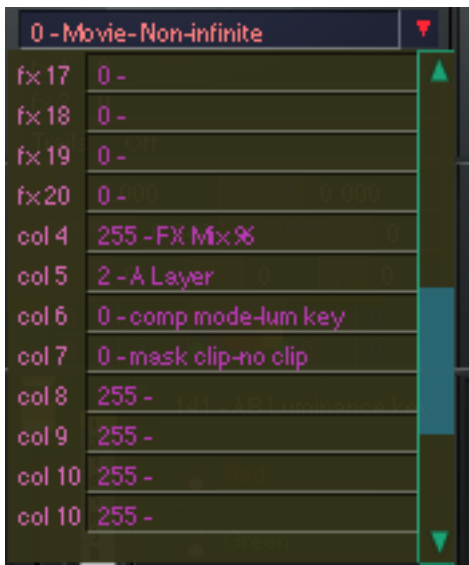 0 - Movie- Non-infinite
fx 17 0 -
fx 18 0 -
fx 19 0 -
fx 20 0 -
col 4 255 - FX Mix %
col 5 2 - A Layer
col 6 0 - comp mode-lum key
col 7 0 - mask clip-no clip
col 8 255 -
col 9 255 -
col 10 255 -
col 10 255 -